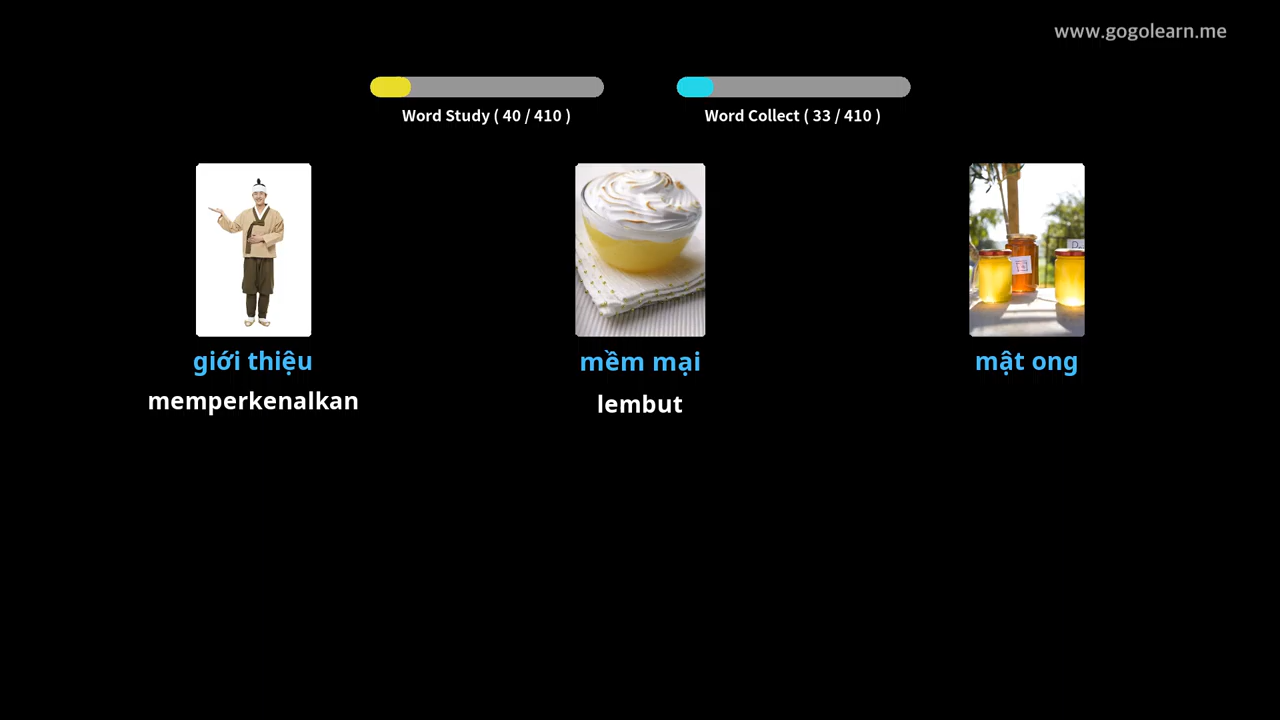 www.gogolearn.me
Word Study ( 40 / 410 )
Word Collect ( 33 / 410 )
giới thiệu
mềm mại
mật ong
memperkenalkan
lembut